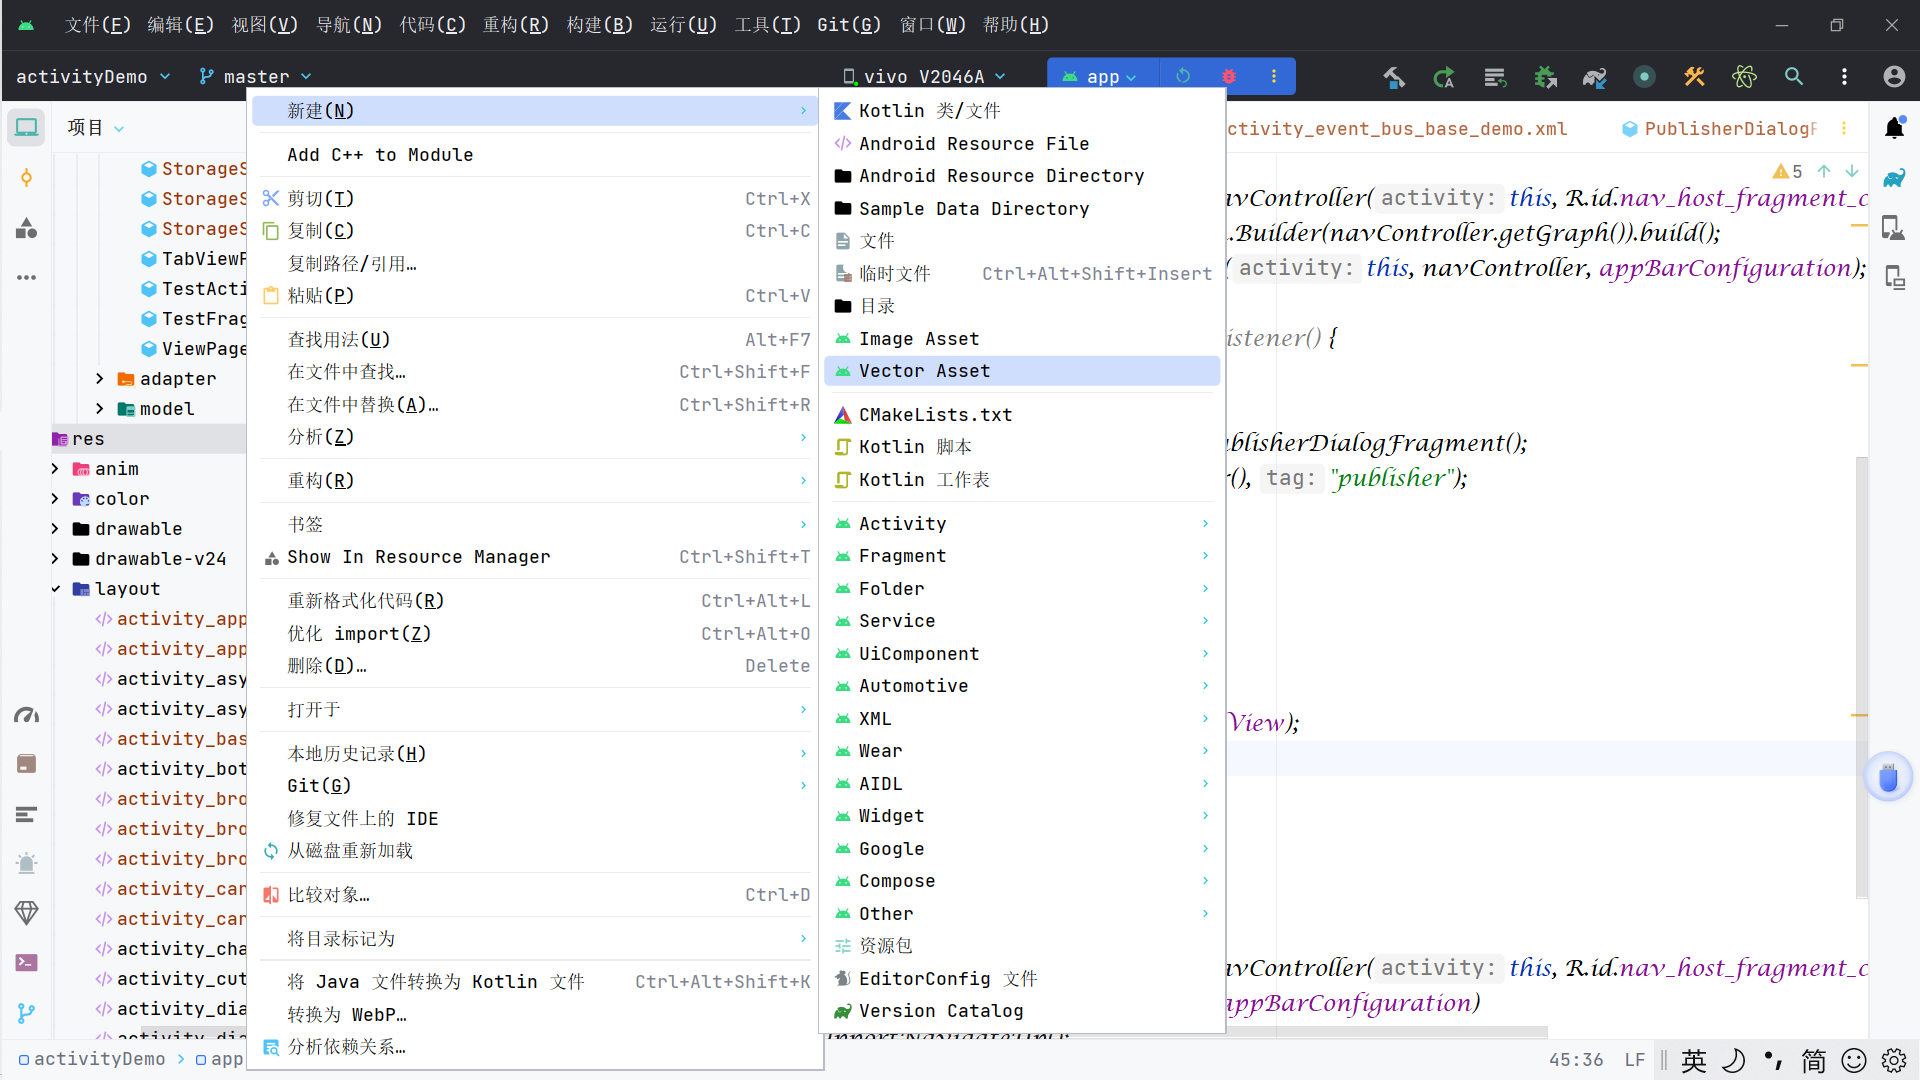 文件(F) 编辑(E) 视图(V) 导航(N) 代码(C) 重构(R) 构建(B) 运行(U) 工具(T) Git(G) 窗口(W) 帮助(H)
activityDemo master vivo V2046A app
项目
StorageS
StorageS
StorageS
TabViewF
TestActi
TestFrag
ViewPage
adapter
model
res
anim
color
drawable
drawable-v24
layout
activity_app
activity_app
activity_asy
activity_asy
activity_bas
activity_bot
activity_bro
activity_bro
activity_bro
activity_car
activity_car
activity_cha
activity_cut
activity_dia
activity_dia
新建(N)
Add C++ to Module
剪切(T) Ctrl+X
复制(C) Ctrl+C
复制路径/引用…
粘贴(P) Ctrl+V
查找用法(U) Alt+F7
在文件中查找… Ctrl+Shift+F
在文件中替换(A)… Ctrl+Shift+R
分析(Z)
重构(R)
书签
Show In Resource Manager Ctrl+Shift+T
重新格式化代码(R) Ctrl+Alt+L
优化 import(Z) Ctrl+Alt+O
删除(D)… Delete
打开于
本地历史记录(H)
Git(G)
修复文件上的 IDE
从磁盘重新加载
比较对象… Ctrl+D
将目录标记为
将 Java 文件转换为 Kotlin 文件 Ctrl+Alt+Shift+K
转换为 WebP…
分析依赖关系…
Kotlin 类/文件
Android Resource File
Android Resource Directory
Sample Data Directory
文件
临时文件 Ctrl+Alt+Shift+Insert
目录
Image Asset
Vector Asset
CMakeLists.txt
Kotlin 脚本
Kotlin 工作表
Activity
Fragment
Folder
Service
UiComponent
Automotive
XML
Wear
AIDL
Widget
Google
Compose
Other
资源包
EditorConfig 文件
Version Catalog
ctivity_event_bus_base_demo.xml PublisherDialogF
5
avController( activity: this, R.id.nav_host_fragment_c
.Builder(navController.getGraph()).build();
( activity: this, navController, appBarConfiguration);
istener() {
ublisherDialogFragment();
r(), tag: "publisher");
View);
avController( activity: this, R.id.nav_host_fragment_c
appBarConfiguration)
activityDemo app
45:36 LF 英 简